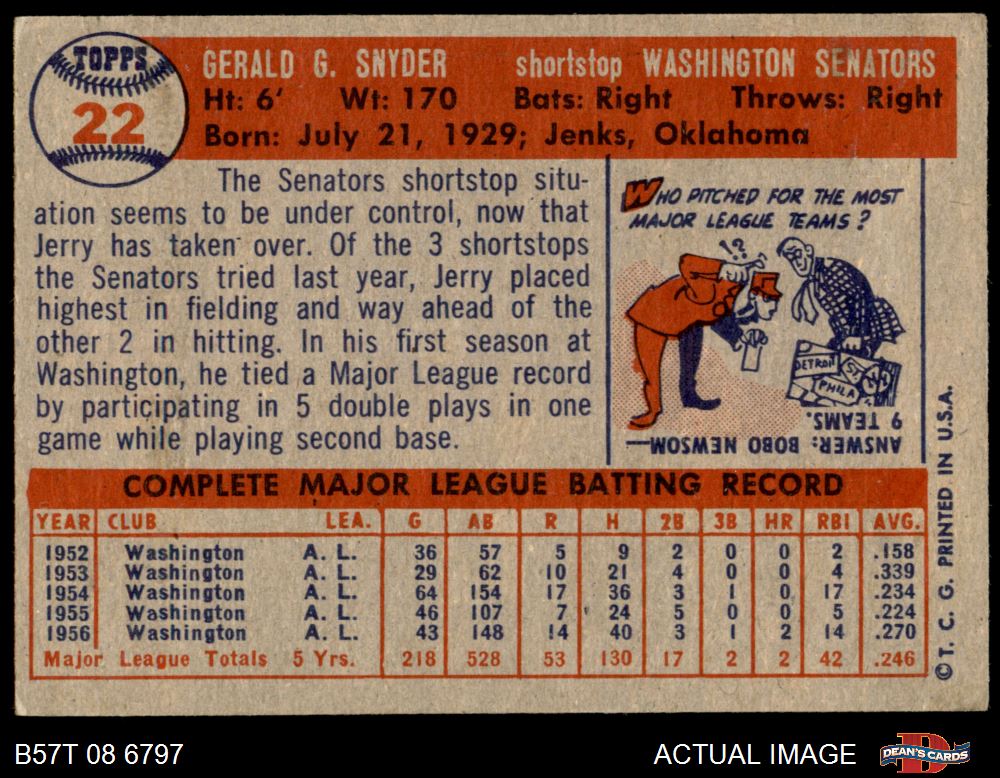 TOPPS
22
GERALD G. SNYDER shortstop WASHINGTON SENATORS
Ht: 6' Wt: 170 Bats: Right Throws: Right
Born: July 21, 1929; Jenks, Oklahoma
The Senators shortstop situ-
ation seems to be under control, now that
Jerry has taken over. Of the 3 shortstops
the Senators tried last year, Jerry placed
highest in fielding and way ahead of the
other 2 in hitting. In his first season at
Washington, he tied a Major League record
by participating in 5 double plays in one
game while playing second base.
WHO PITCHED FOR THE MOST
MAJOR LEAGUE TEAMS?
!?
DETROIT
ST.
PHILA
ANSWER: BOBO NEWSOM—
9 TEAMS.
COMPLETE MAJOR LEAGUE BATTING RECORD
YEAR CLUB LEA. G AB R H 2B 3B HR RBI AVG.
1952 Washington A. L. 36 57 5 9 2 0 0 2 .158
1953 Washington A. L. 29 62 10 21 4 0 0 4 .339
1954 Washington A. L. 64 154 17 36 3 1 0 17 .234
1955 Washington A. L. 46 107 7 24 5 0 0 5 .224
1956 Washington A. L. 43 148 14 40 3 1 2 14 .270
Major League Totals 5 Yrs. 218 528 53 130 17 2 2 42 .246
© T. C. G. PRINTED IN U.S.A.
B57T 08 6797
ACTUAL IMAGE
DEAN'S CARDS